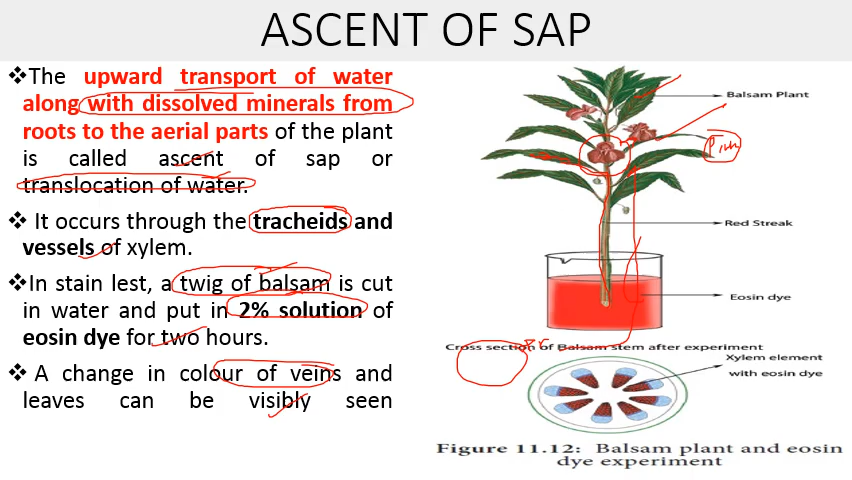 ASCENT OF SAP
❖The upward transport of water
along with dissolved minerals from
roots to the aerial parts of the plant
is called ascent of sap or
translocation of water.
❖ It occurs through the tracheids and
vessels of xylem.
❖In stain lest, a twig of balsam is cut
in water and put in 2% solution of
eosin dye for two hours.
❖ A change in colour of veins and
leaves can be visibly seen
Balsam Plant
Red Streak
Eosin dye
Cross section of Balsam stem after experiment
Xylem element
with eosin dye
Figure 11.12: Balsam plant and eosin
dye experiment